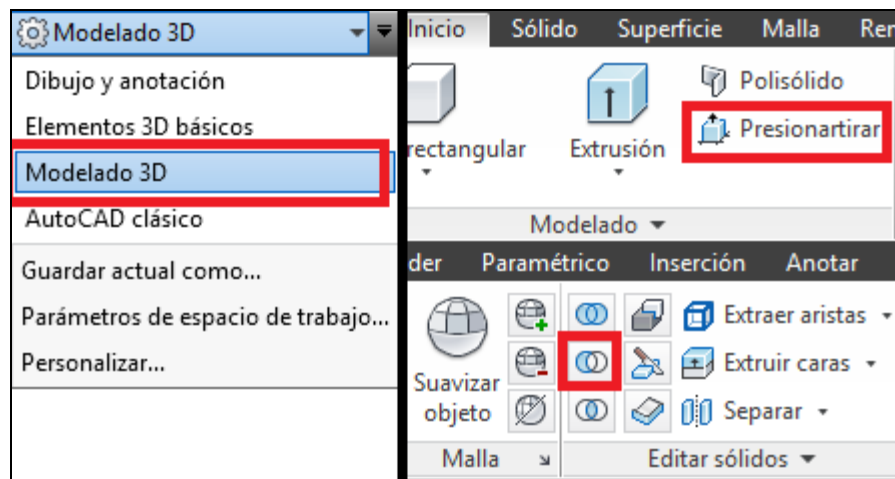 Modelado 3D
Dibujo y anotación
Elementos 3D básicos
Modelado 3D
AutoCAD clásico
Guardar actual como...
Parámetros de espacio de trabajo...
Personalizar...
Inicio Sólido Superficie Malla Ren
Polisólido
Presionartirar
rectangular Extrusión
Modelado
der Paramétrico Inserción Anotar
Extraer aristas
Extruir caras
Suavizar
objeto
Separar
Malla Editar sólidos